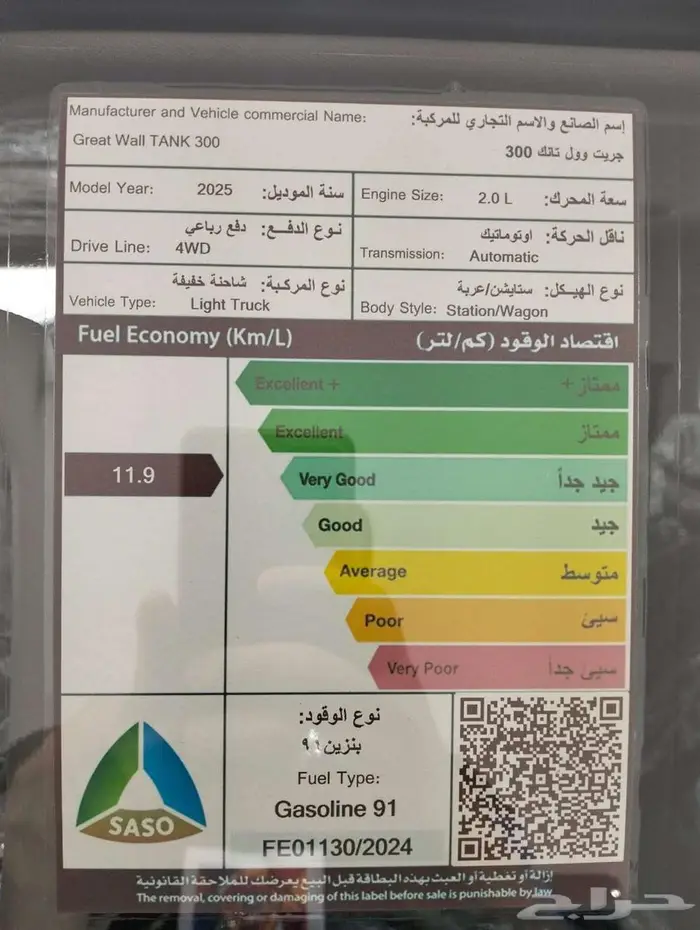 Manufacturer and Vehicle commercial Name:
إسم الصانع والاسم التجاري للمركبة:
Great Wall TANK 300
جريت وول تانك 300
Model Year: 2025 سنة الموديل:
Engine Size: 2.0 L سعة المحرك:
نوع الدفع: دفع رباعي
Drive Line: 4WD
ناقل الحركة: اوتوماتيك
Transmission: Automatic
نوع المركبة: شاحنة خفيفة
Vehicle Type: Light Truck
نوع الهيكل: ستايشن/عربة
Body Style: Station/Wagon
Fuel Economy (Km/L)
اقتصاد الوقود (كم/لتر)
Excellent + ممتاز +
Excellent ممتاز
11.9
Very Good جيد جداً
Good جيد
Average متوسط
Poor سيئ
Very Poor سيئ جداً
SASO
نوع الوقود:
بنزين ٩١
Fuel Type:
Gasoline 91
FE01130/2024
إزالة أو تغطية أو العبث بهذه البطاقة قبل البيع يعرضك للملاحقة القانونية
The removal, covering or damaging of this label before sale is punishable by law
حراج